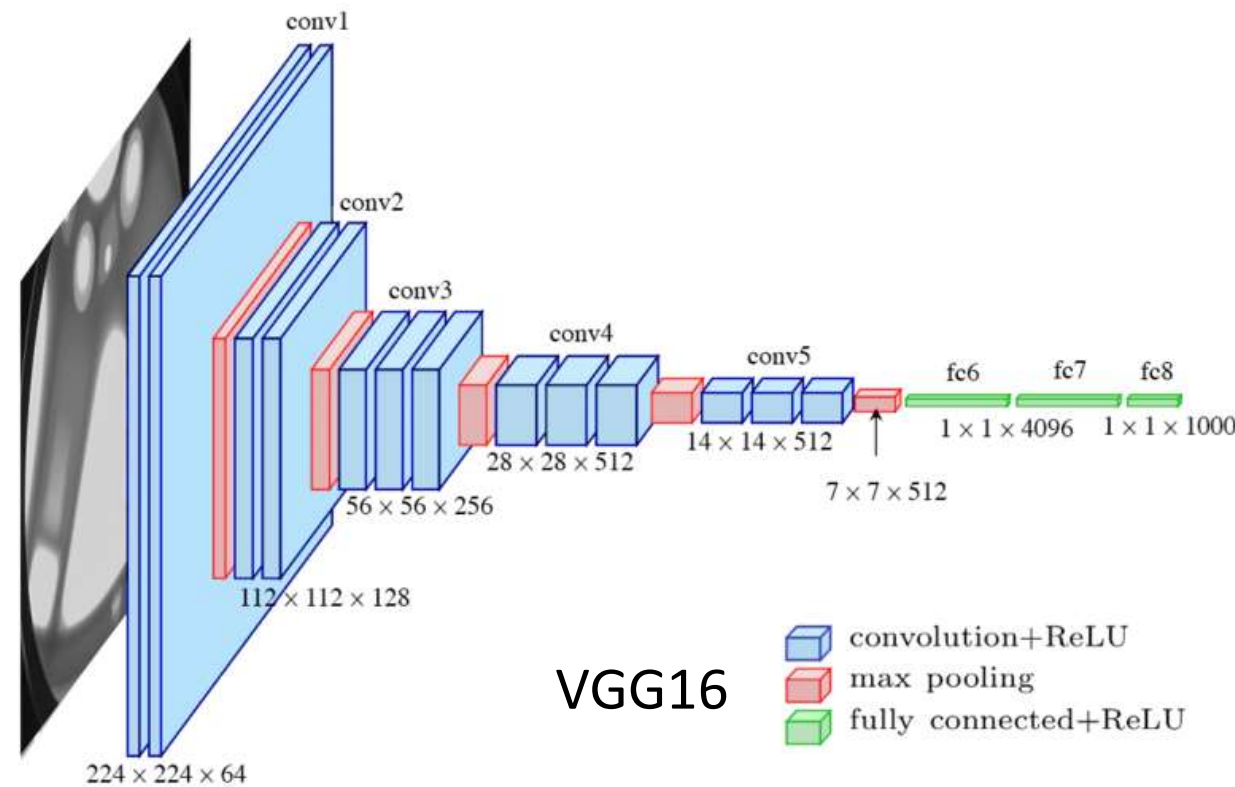 conv1
conv2
conv3
conv4
conv5
fc6
fc7
fc8
1 × 1 × 4096
1 × 1 × 1000
14 × 14 × 512
28 × 28 × 512
7 × 7 × 512
56 × 56 × 256
112 × 112 × 128
224 × 224 × 64
VGG16
convolution+ReLU
max pooling
fully connected+ReLU